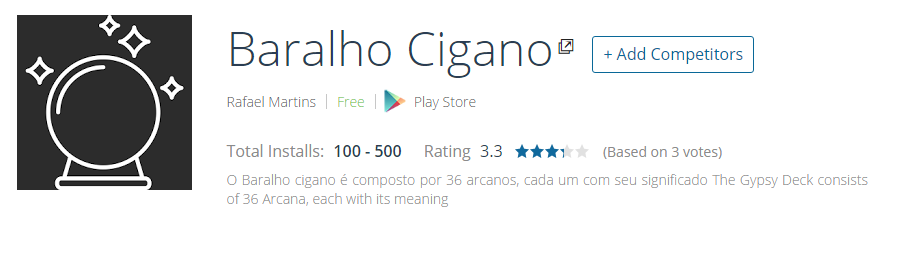 Baralho Cigano
+ Add Competitors
Rafael Martins | Free | Play Store
Total Installs: 100 - 500 Rating 3.3 (Based on 3 votes)
O Baralho cigano é composto por 36 arcanos, cada um com seu significado The Gypsy Deck consists
of 36 Arcana, each with its meaning